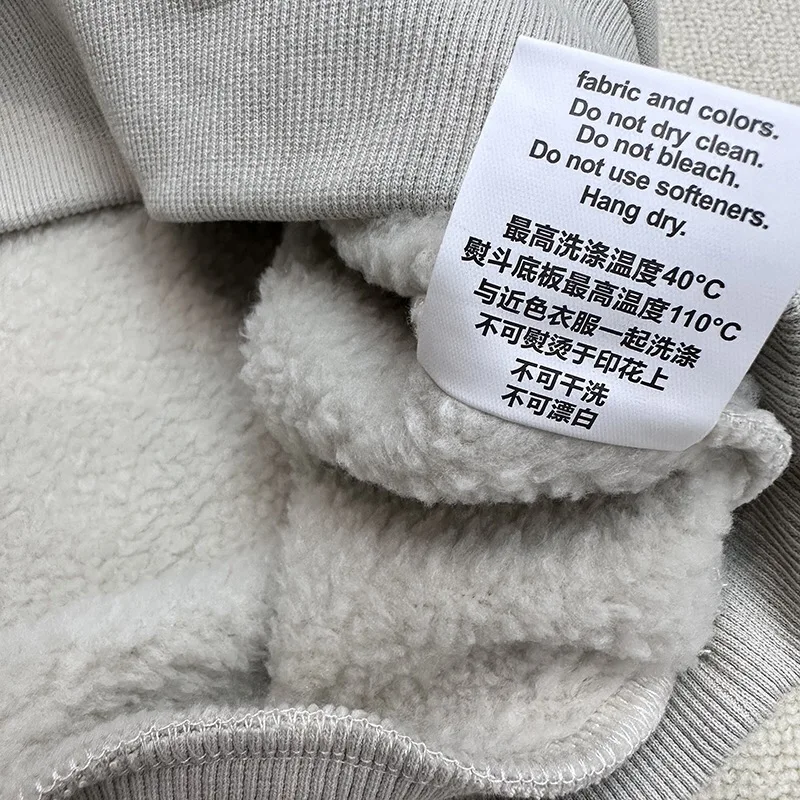 fabric and colors.
Do not dry clean.
Do not bleach.
Do not use softeners.
Hang dry.
最高洗涤温度40°C
熨斗底板最高温度110°C
与近色衣服一起洗涤
不可熨烫于印花上
不可干洗
不可漂白